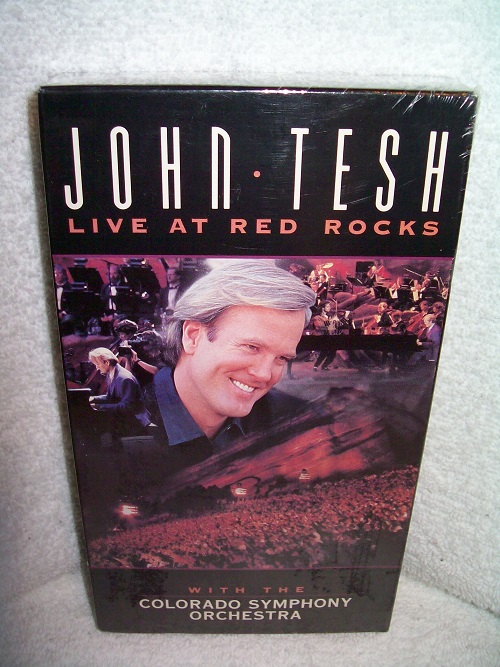 JOHN · TESH
LIVE AT RED ROCKS
WITH THE
COLORADO SYMPHONY
ORCHESTRA